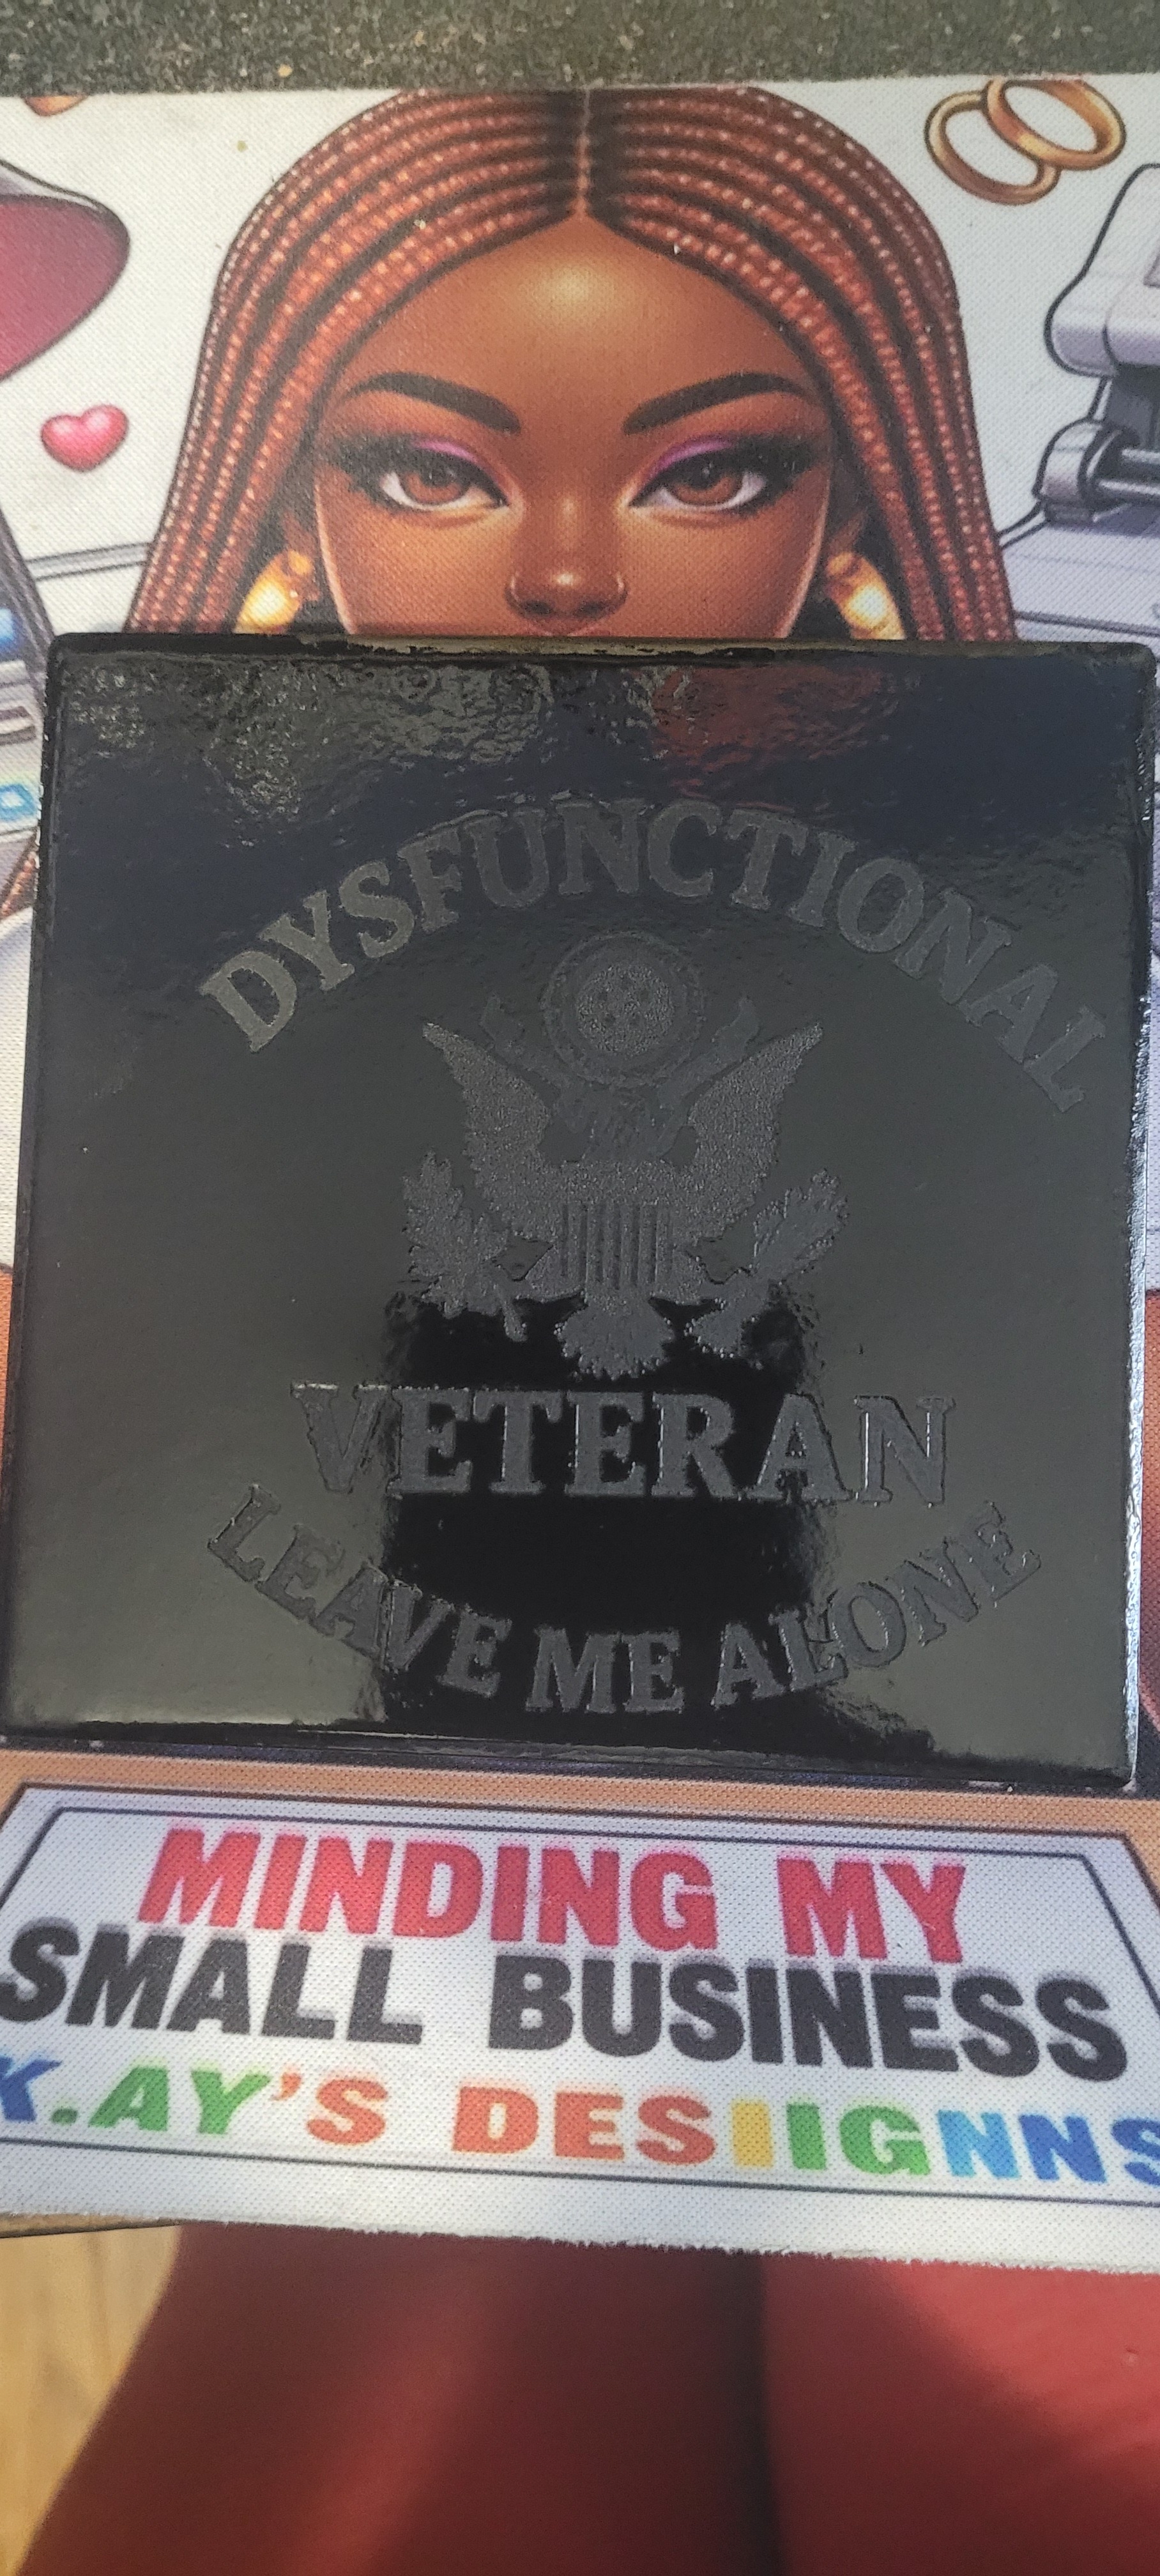 DYSFUNCTIONAL
VETERAN
LEAVE ME ALONE
MINDING MY
SMALL BUSINESS
K.AY'S DESIIGNNS